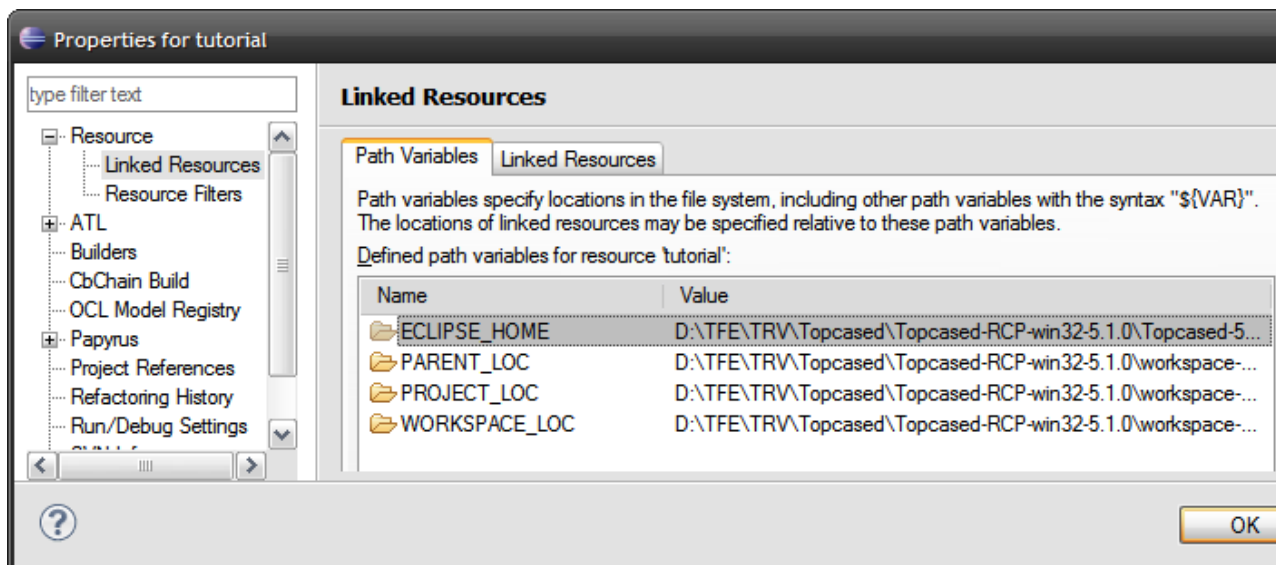 Properties for tutorial
type filter text
Resource
Linked Resources
Resource Filters
ATL
Builders
CbChain Build
OCL Model Registry
Papyrus
Project References
Refactoring History
Run/Debug Settings
Linked Resources
Path Variables
Linked Resources
Path variables specify locations in the file system, including other path variables with the syntax "${VAR}".
The locations of linked resources may be specified relative to these path variables.
Defined path variables for resource 'tutorial':
Name Value
ECLIPSE_HOME D:\TFE\TRV\Topcased\Topcased-RCP-win32-5.1.0\Topcased-5...
PARENT_LOC D:\TFE\TRV\Topcased\Topcased-RCP-win32-5.1.0\workspace-...
PROJECT_LOC D:\TFE\TRV\Topcased\Topcased-RCP-win32-5.1.0\workspace-...
WORKSPACE_LOC D:\TFE\TRV\Topcased\Topcased-RCP-win32-5.1.0\workspace-...
?
OK